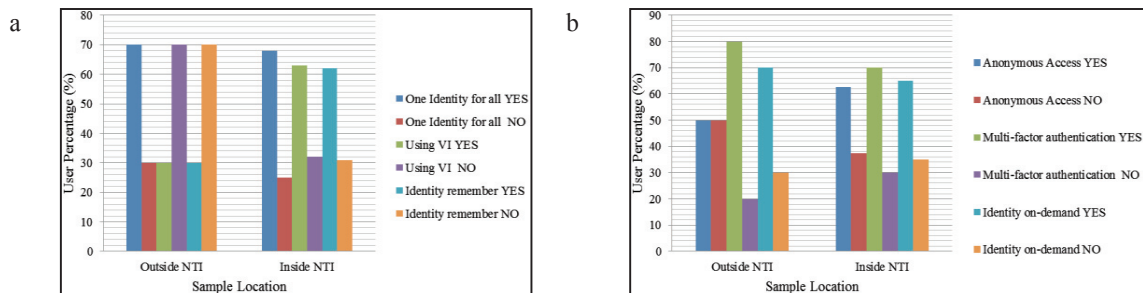 a
80
70
60
50
40
30
20
10
0
User Percentage (%)
Outside NTI
Inside NTI
Sample Location
One Identity for all YES
One Identity for all NO
Using VI YES
Using VI NO
Identity remember YES
Identity remember NO
b
90
80
70
60
50
40
30
20
10
0
User Percentage (%)
Outside NTI
Inside NTI
Sample Location
Anonymous Access YES
Anonymous Access NO
Multi-factor authentication YES
Multi-factor authentication NO
Identity on-demand YES
Identity on-demand NO